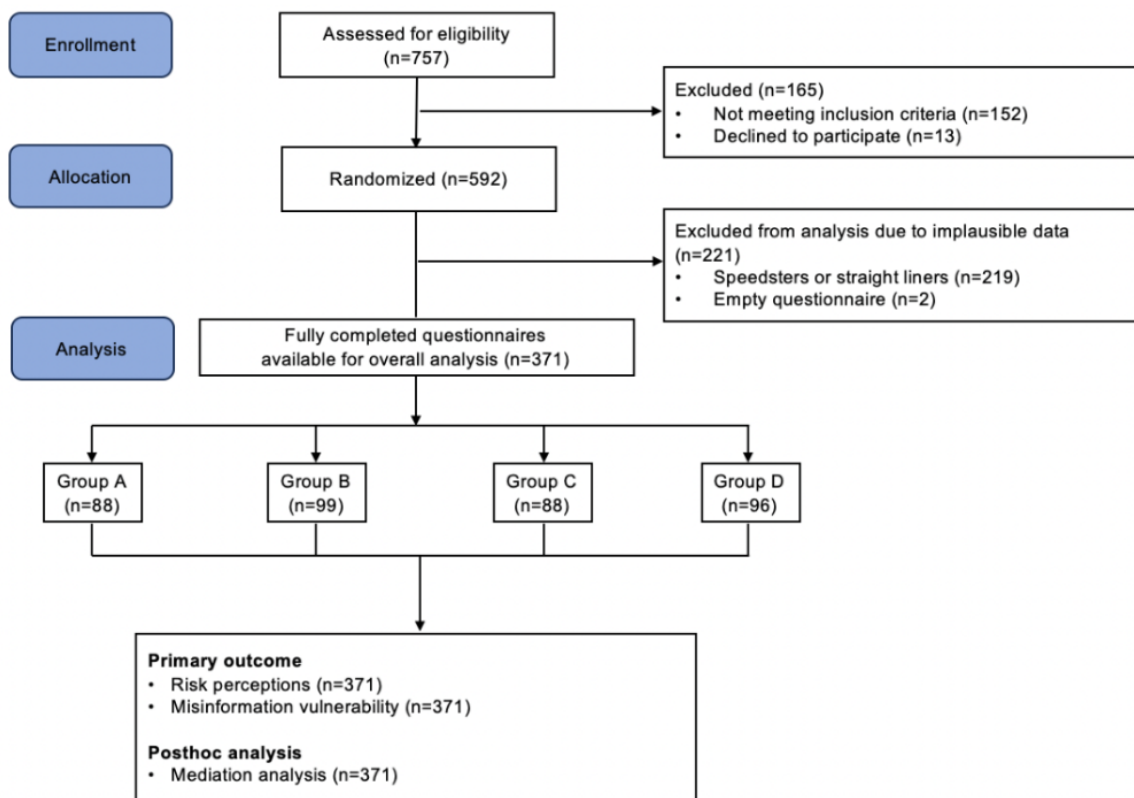 Enrollment
Assessed for eligibility
(n=757)
Excluded (n=165)
• Not meeting inclusion criteria (n=152)
• Declined to participate (n=13)
Allocation
Randomized (n=592)
Excluded from analysis due to implausible data
(n=221)
• Speedsters or straight liners (n=219)
• Empty questionnaire (n=2)
Analysis
Fully completed questionnaires
available for overall analysis (n=371)
Group A
(n=88)
Group B
(n=99)
Group C
(n=88)
Group D
(n=96)
Primary outcome
• Risk perceptions (n=371)
• Misinformation vulnerability (n=371)
Posthoc analysis
• Mediation analysis (n=371)